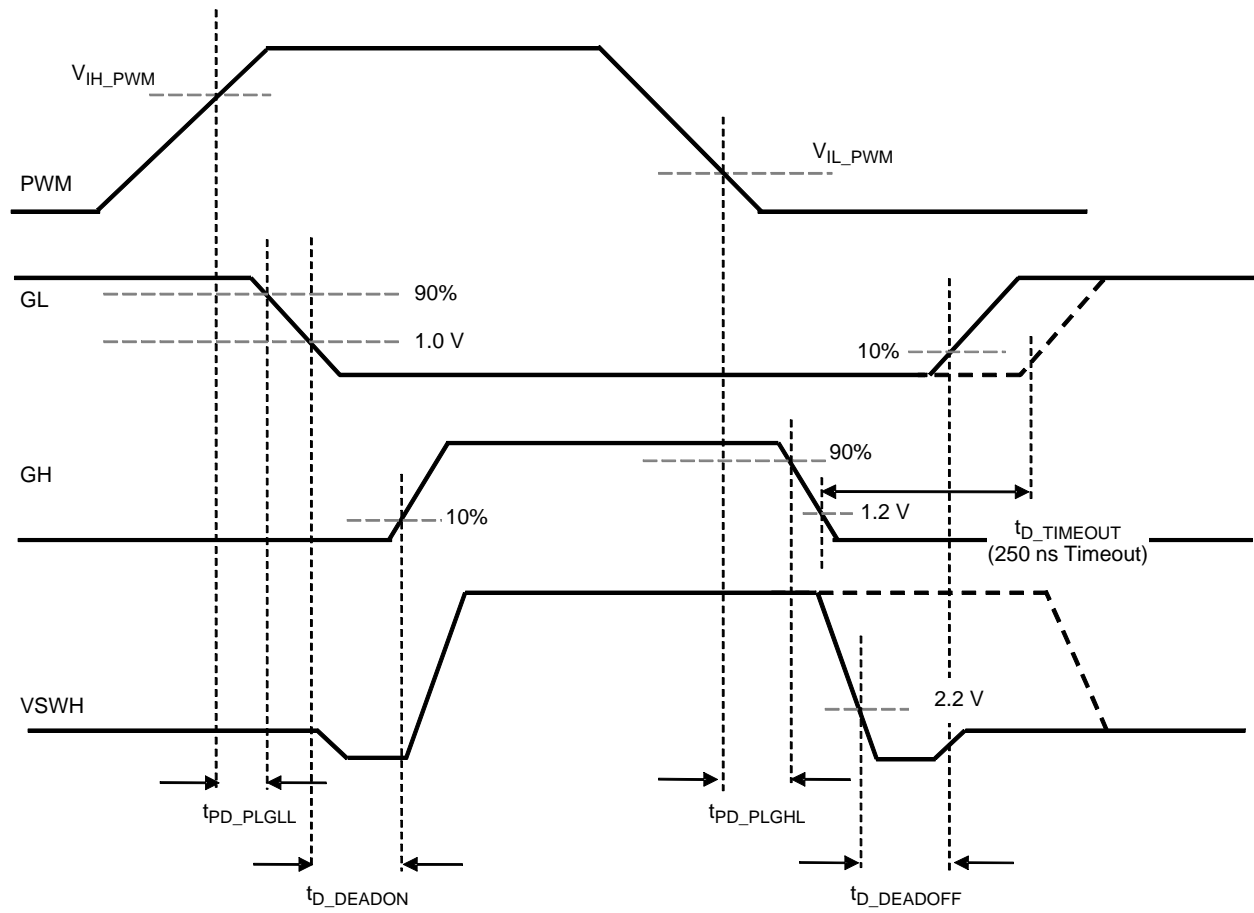 V_IH_PWM
V_IL_PWM
PWM
GL
90%
1.0 V
10%
GH
90%
10%
1.2 V
t_D_TIMEOUT
(250 ns Timeout)
VSWH
2.2 V
t_PD_PLGLL
t_PD_PLGHL
t_D_DEADON
t_D_DEADOFF